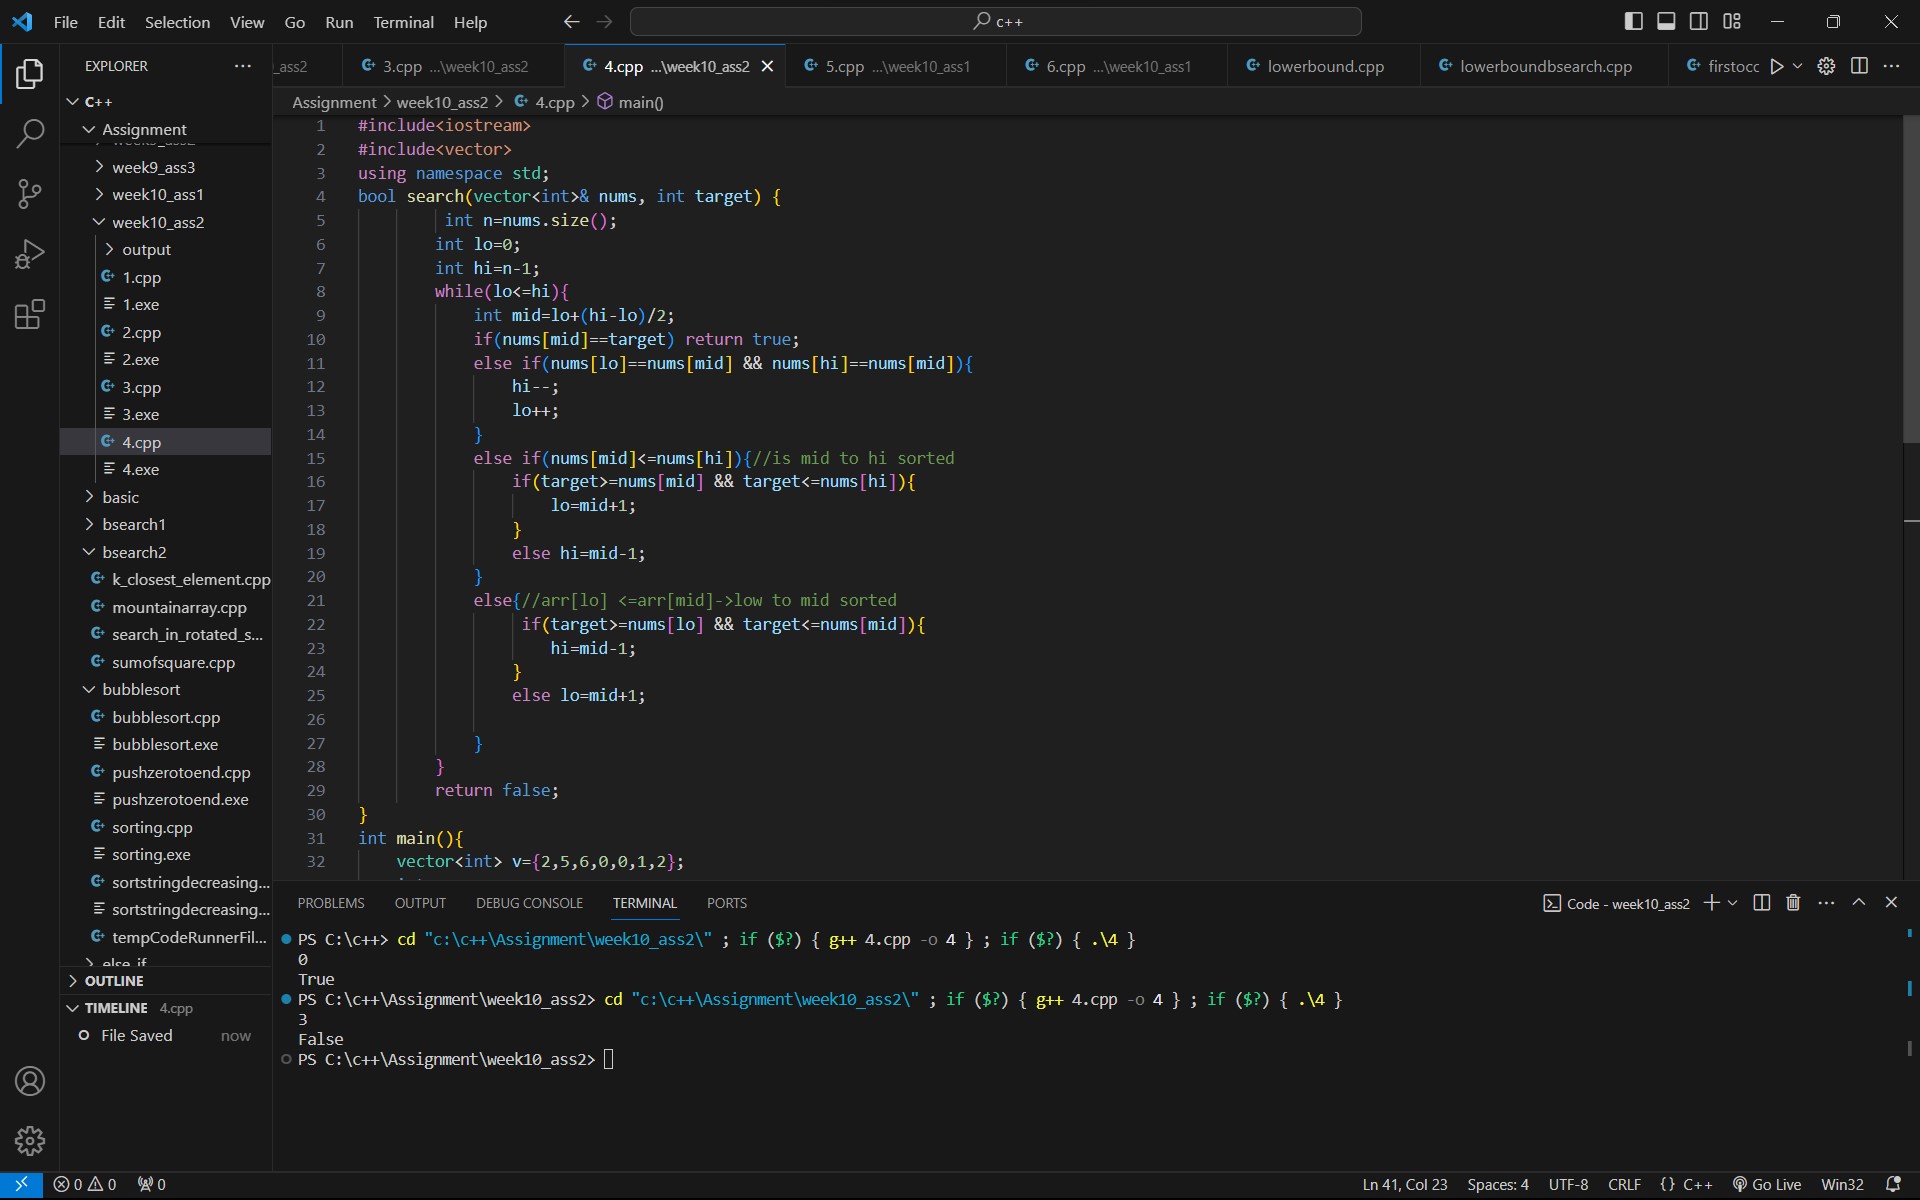 File Edit Selection View Go Run Terminal Help
c++
EXPLORER
C++
Assignment
week9_ass3
week10_ass1
week10_ass2
output
1.cpp
1.exe
2.cpp
2.exe
3.cpp
3.exe
4.cpp
4.exe
basic
bsearch1
bsearch2
k_closest_element.cpp
mountainarray.cpp
search_in_rotated_s...
sumofsquare.cpp
bubblesort
bubblesort.cpp
bubblesort.exe
pushzerotoend.cpp
pushzerotoend.exe
sorting.cpp
sorting.exe
sortstringdecreasing...
sortstringdecreasing...
tempCodeRunnerFil...
else if
OUTLINE
TIMELINE 4.cpp
File Saved now
_ass2 3.cpp ...\week10_ass2 4.cpp ...\week10_ass2 5.cpp ...\week10_ass1 6.cpp ...\week10_ass1 lowerbound.cpp lowerboundbsearch.cpp firstocc
Assignment > week10_ass2 > 4.cpp > main()
1 #include<iostream>
2 #include<vector>
3 using namespace std;
4 bool search(vector<int>& nums, int target) {
5 int n=nums.size();
6 int lo=0;
7 int hi=n-1;
8 while(lo<=hi){
9 int mid=lo+(hi-lo)/2;
10 if(nums[mid]==target) return true;
11 else if(nums[lo]==nums[mid] && nums[hi]==nums[mid]){
12 hi--;
13 lo++;
14 }
15 else if(nums[mid]<=nums[hi]){//is mid to hi sorted
16 if(target>=nums[mid] && target<=nums[hi]){
17 lo=mid+1;
18 }
19 else hi=mid-1;
20 }
21 else{//arr[lo] <=arr[mid]->low to mid sorted
22 if(target>=nums[lo] && target<=nums[mid]){
23 hi=mid-1;
24 }
25 else lo=mid+1;
26
27 }
28 }
29 return false;
30 }
31 int main(){
32 vector<int> v={2,5,6,0,0,1,2};
PROBLEMS OUTPUT DEBUG CONSOLE TERMINAL PORTS
Code - week10_ass2
PS C:\c++> cd "c:\c++\Assignment\week10_ass2\" ; if ($?) { g++ 4.cpp -o 4 } ; if ($?) { .\4 }
0
True
PS C:\c++\Assignment\week10_ass2> cd "c:\c++\Assignment\week10_ass2\" ; if ($?) { g++ 4.cpp -o 4 } ; if ($?) { .\4 }
3
False
PS C:\c++\Assignment\week10_ass2>
0 0 0
Ln 41, Col 23 Spaces: 4 UTF-8 CRLF {} C++ Go Live Win32